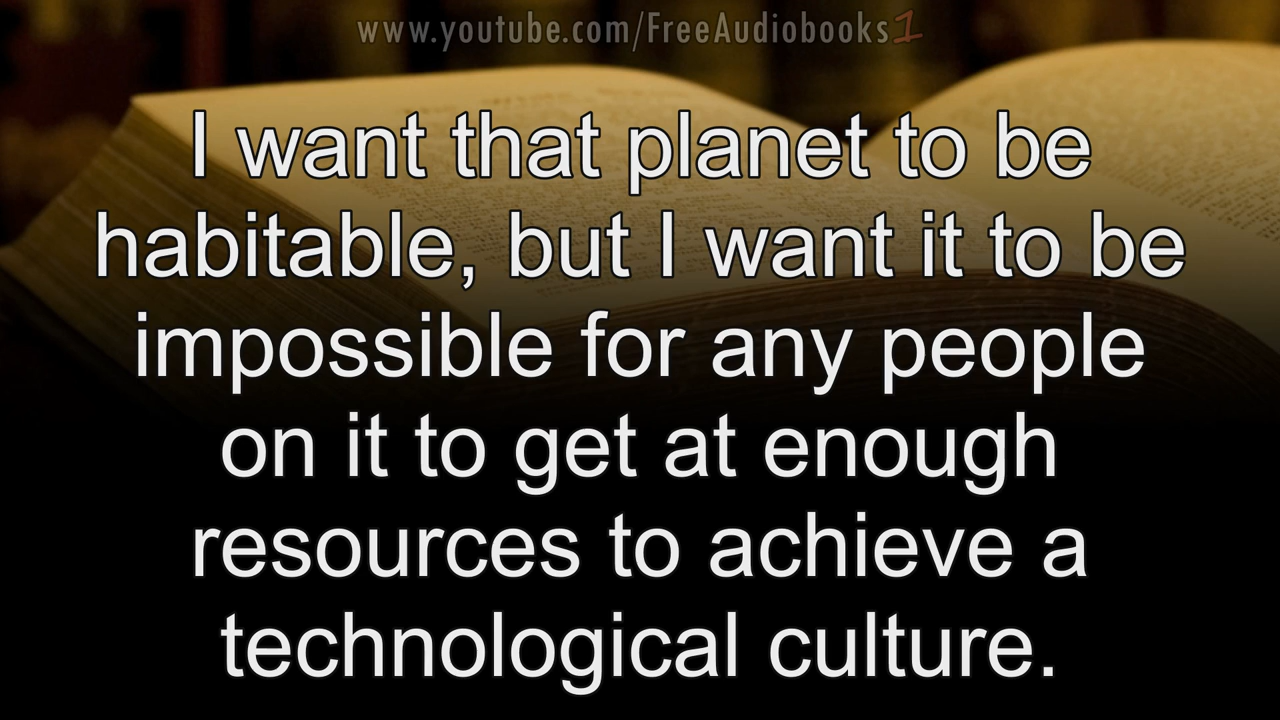 www.youtube.com/FreeAudiobooks1
I want that planet to be
habitable, but I want it to be
impossible for any people
on it to get at enough
resources to achieve a
technological culture.